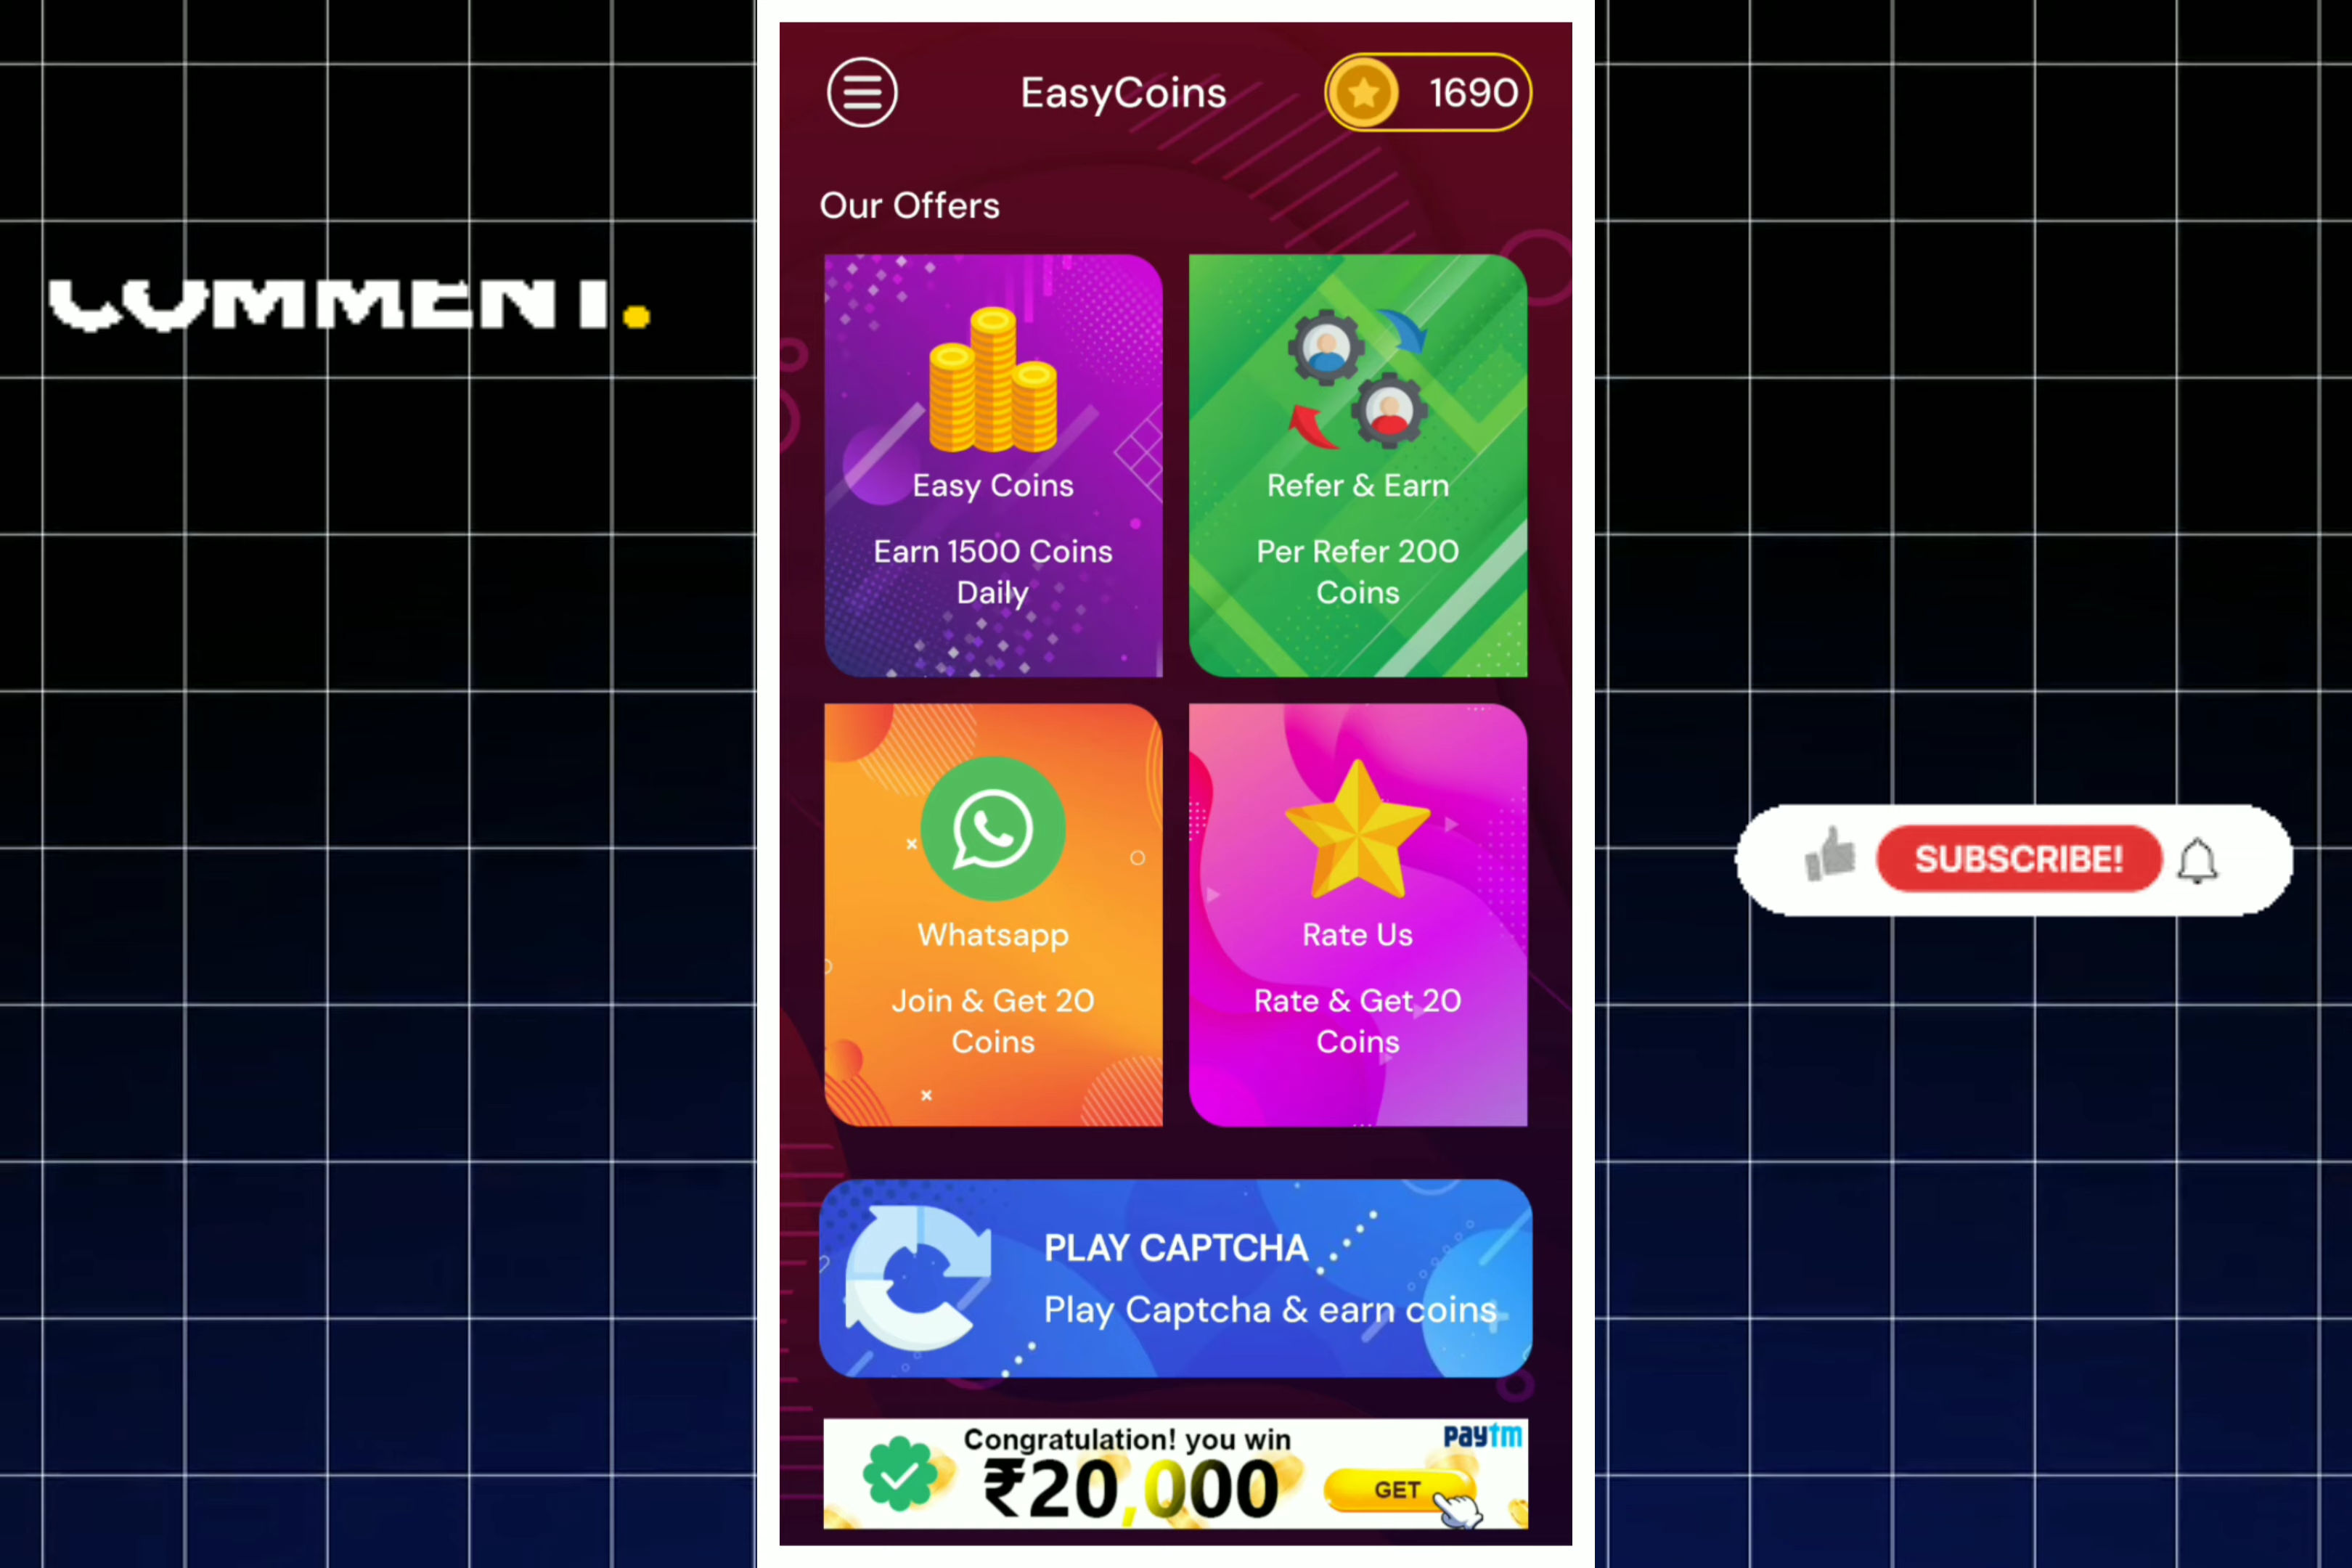 EasyCoins
1690
Our Offers
COMMENT.
Easy Coins
Earn 1500 Coins
Daily
Refer & Earn
Per Refer 200
Coins
Whatsapp
Join & Get 20
Coins
Rate Us
Rate & Get 20
Coins
SUBSCRIBE!
PLAY CAPTCHA
Play Captcha & earn coins
Congratulation! you win
₹20,000
paytm
GET